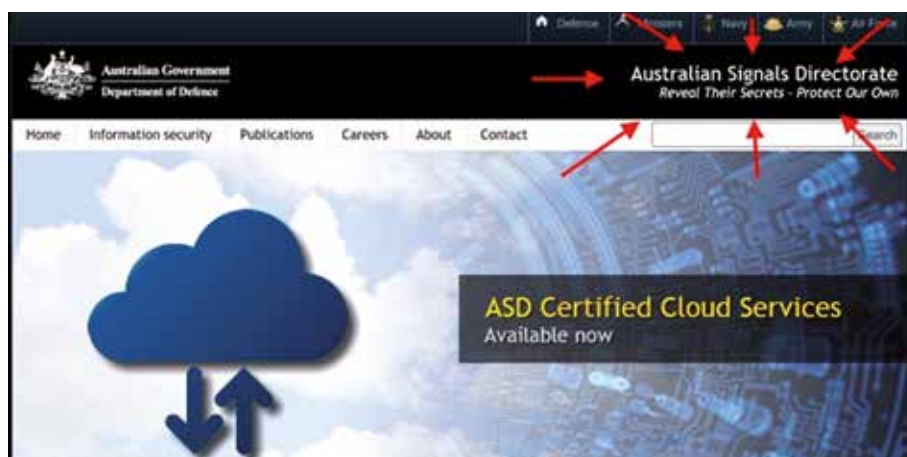 Defence Ministers Navy Army Air Force
Australian Government
Department of Defence
Australian Signals Directorate
Reveal Their Secrets - Protect Our Own
Home Information security Publications Careers About Contact
Search
ASD Certified Cloud Services
Available now